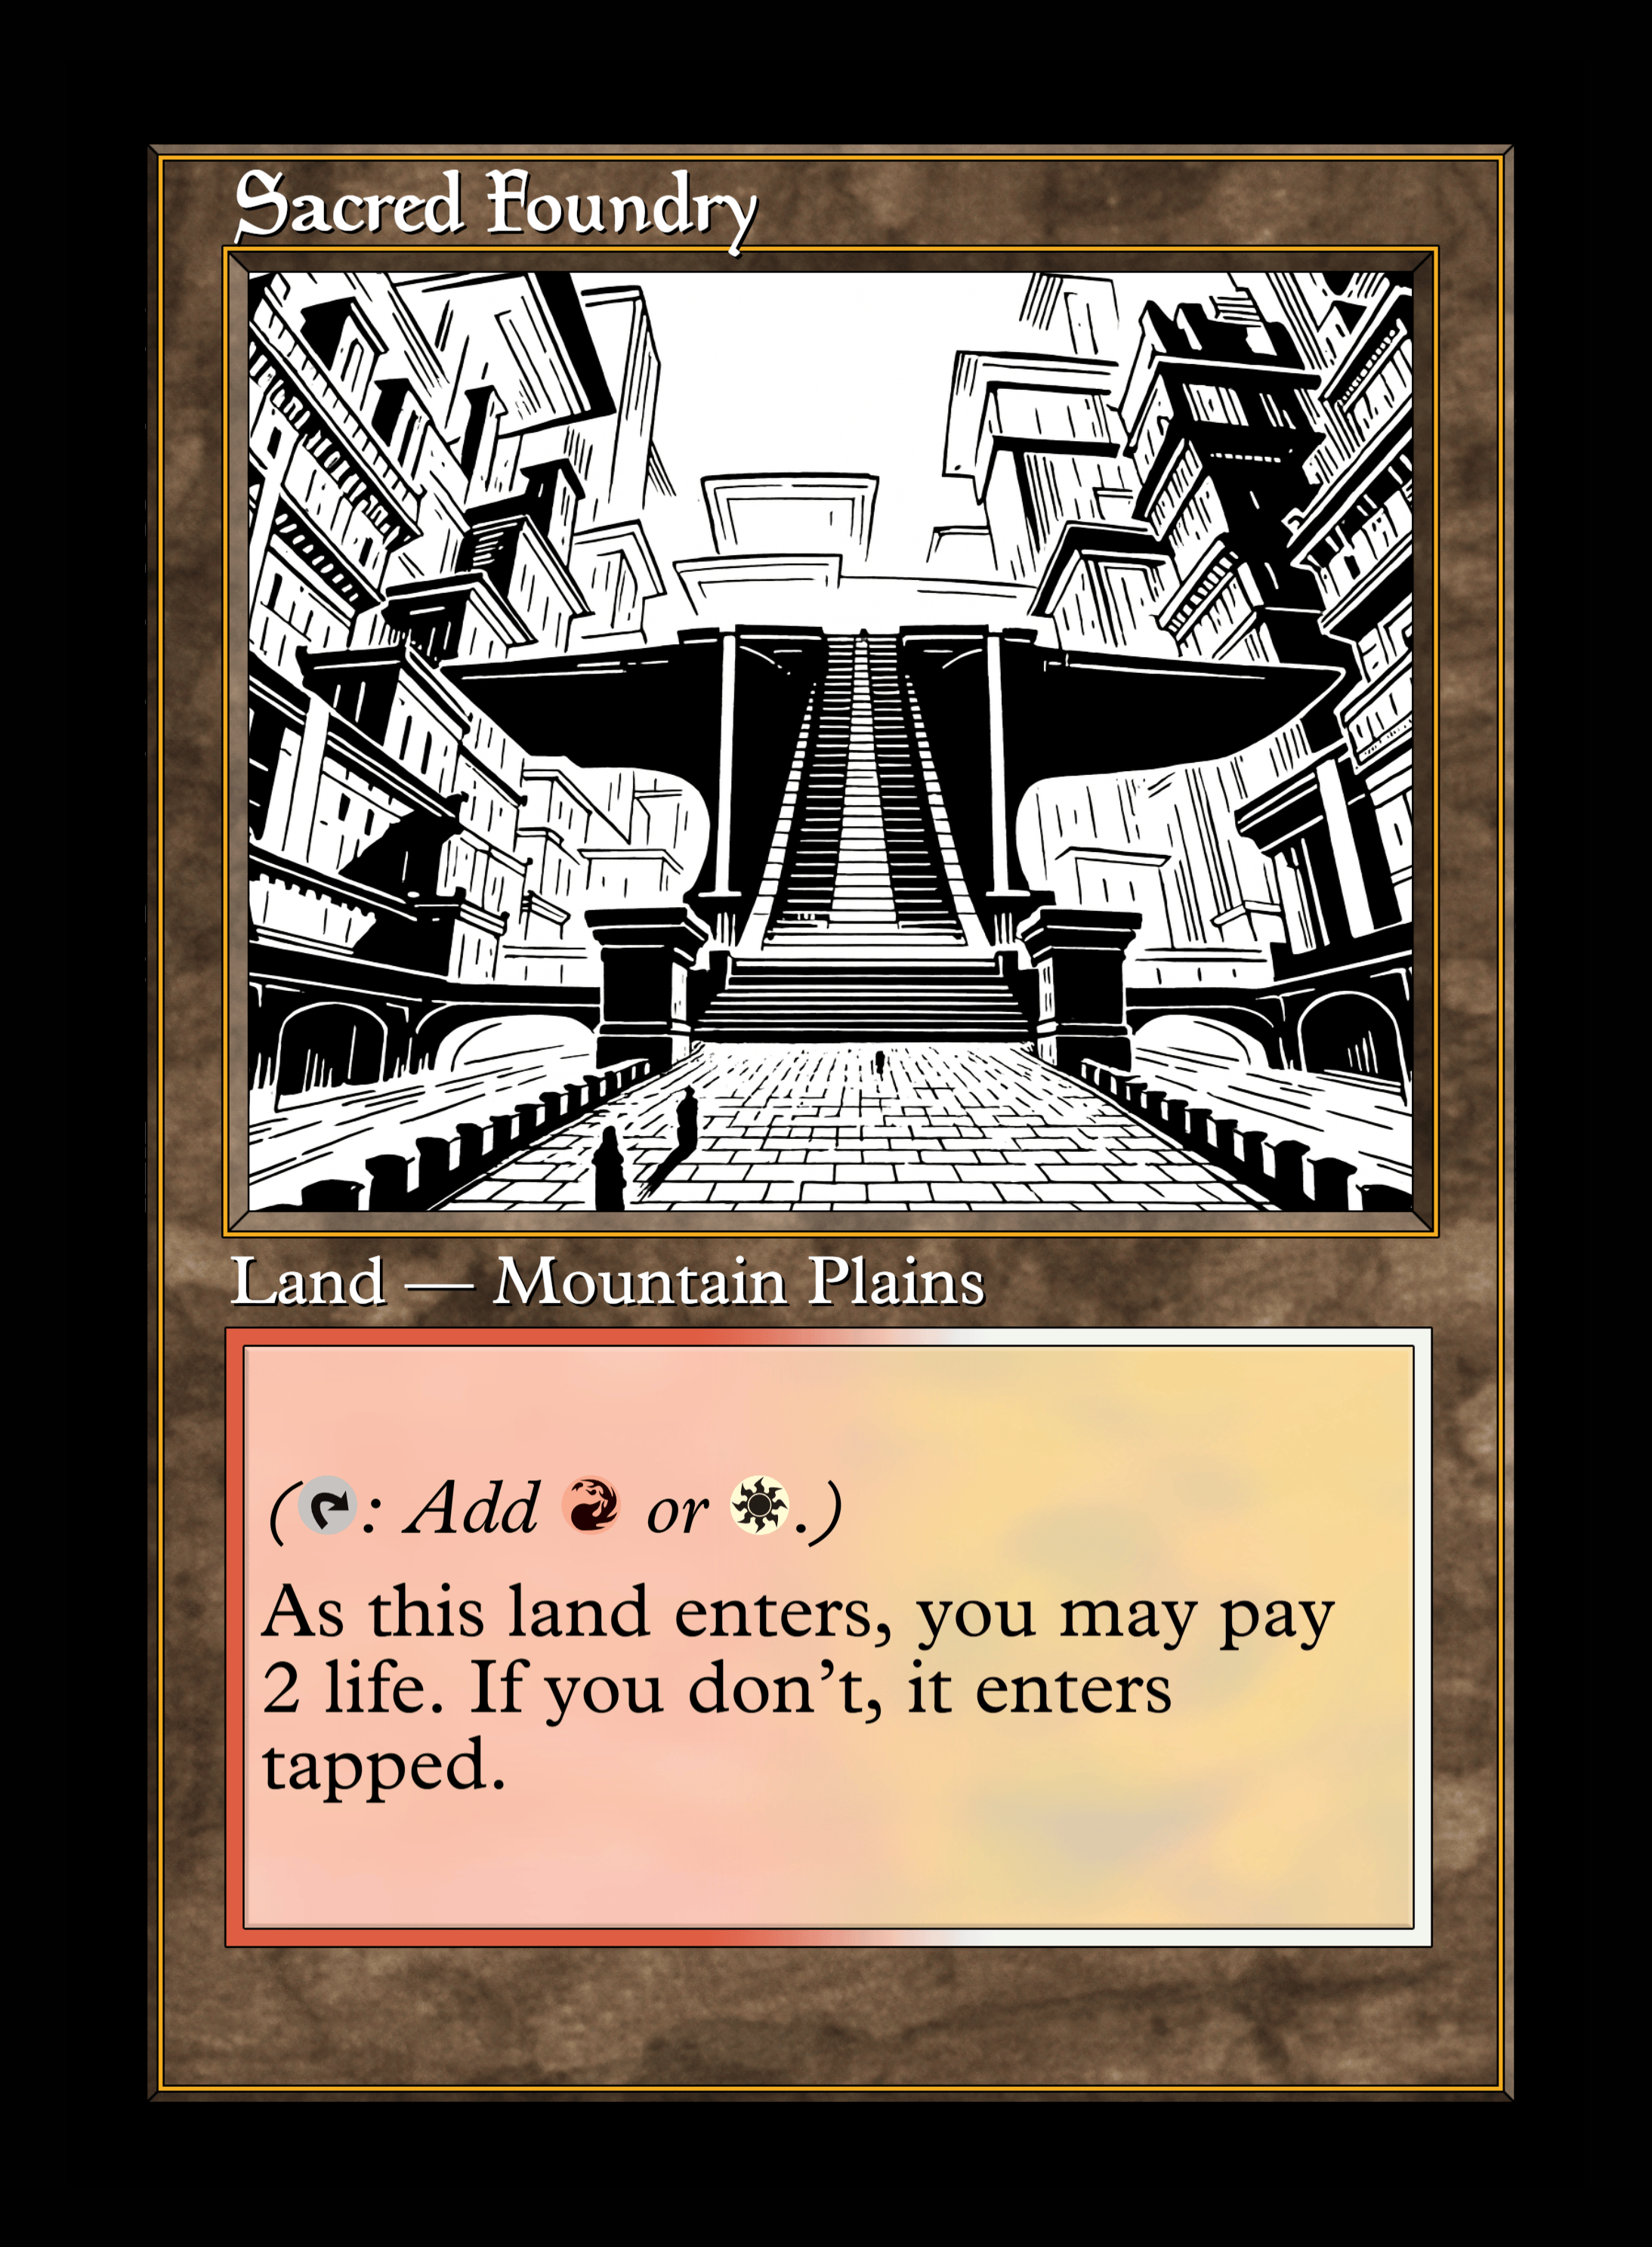 Sacred Foundry
Land — Mountain Plains
(: Add or .)
As this land enters, you may pay
2 life. If you don’t, it enters
tapped.